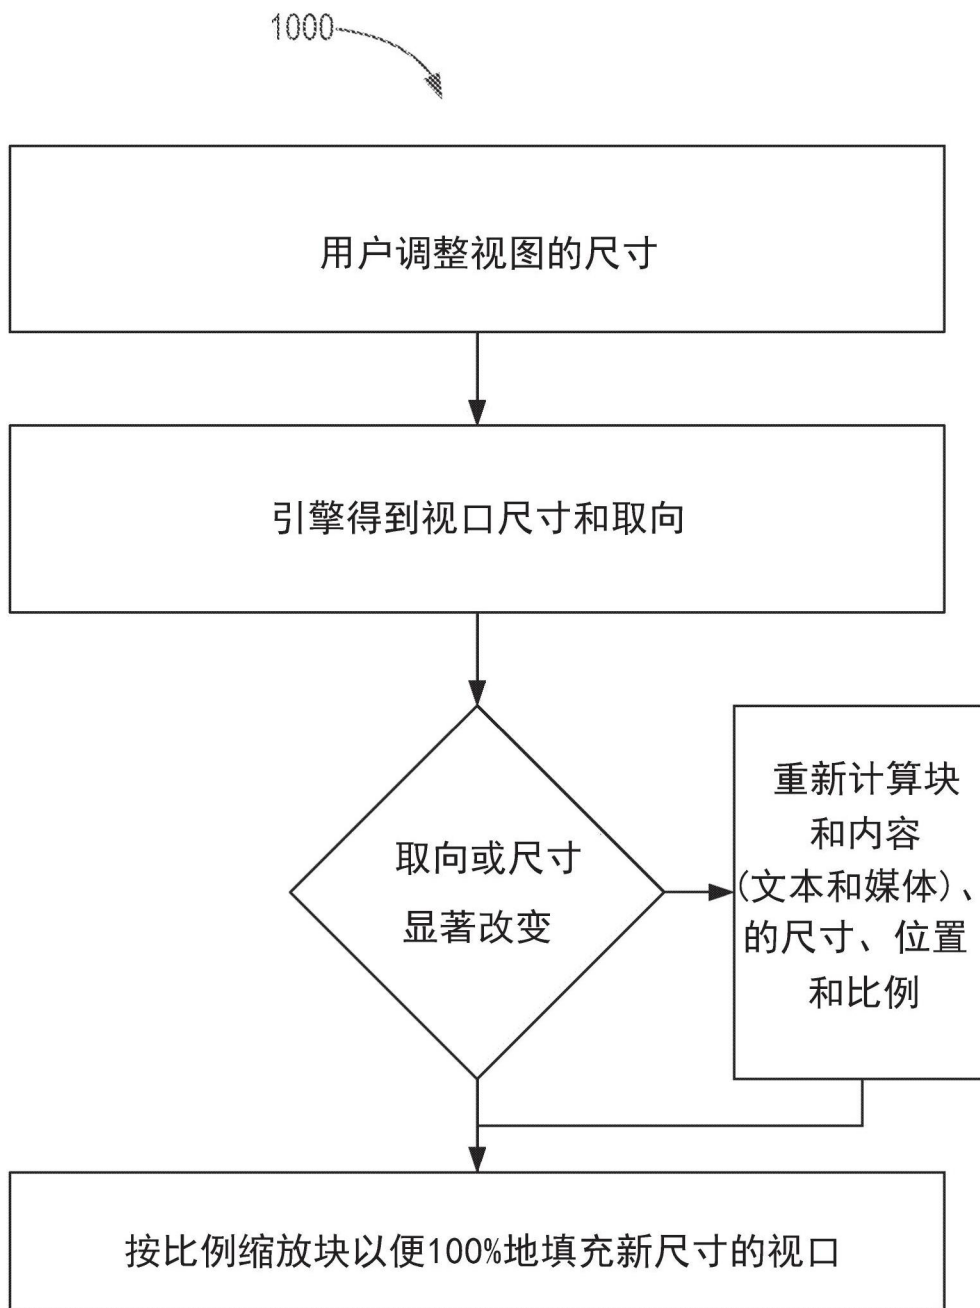 1000
用户调整视图的尺寸
引擎得到视口尺寸和取向
取向或尺寸
显著改变
重新计算块
和内容
(文本和媒体)、
的尺寸、位置
和比例
按比例缩放块以便100%地填充新尺寸的视口